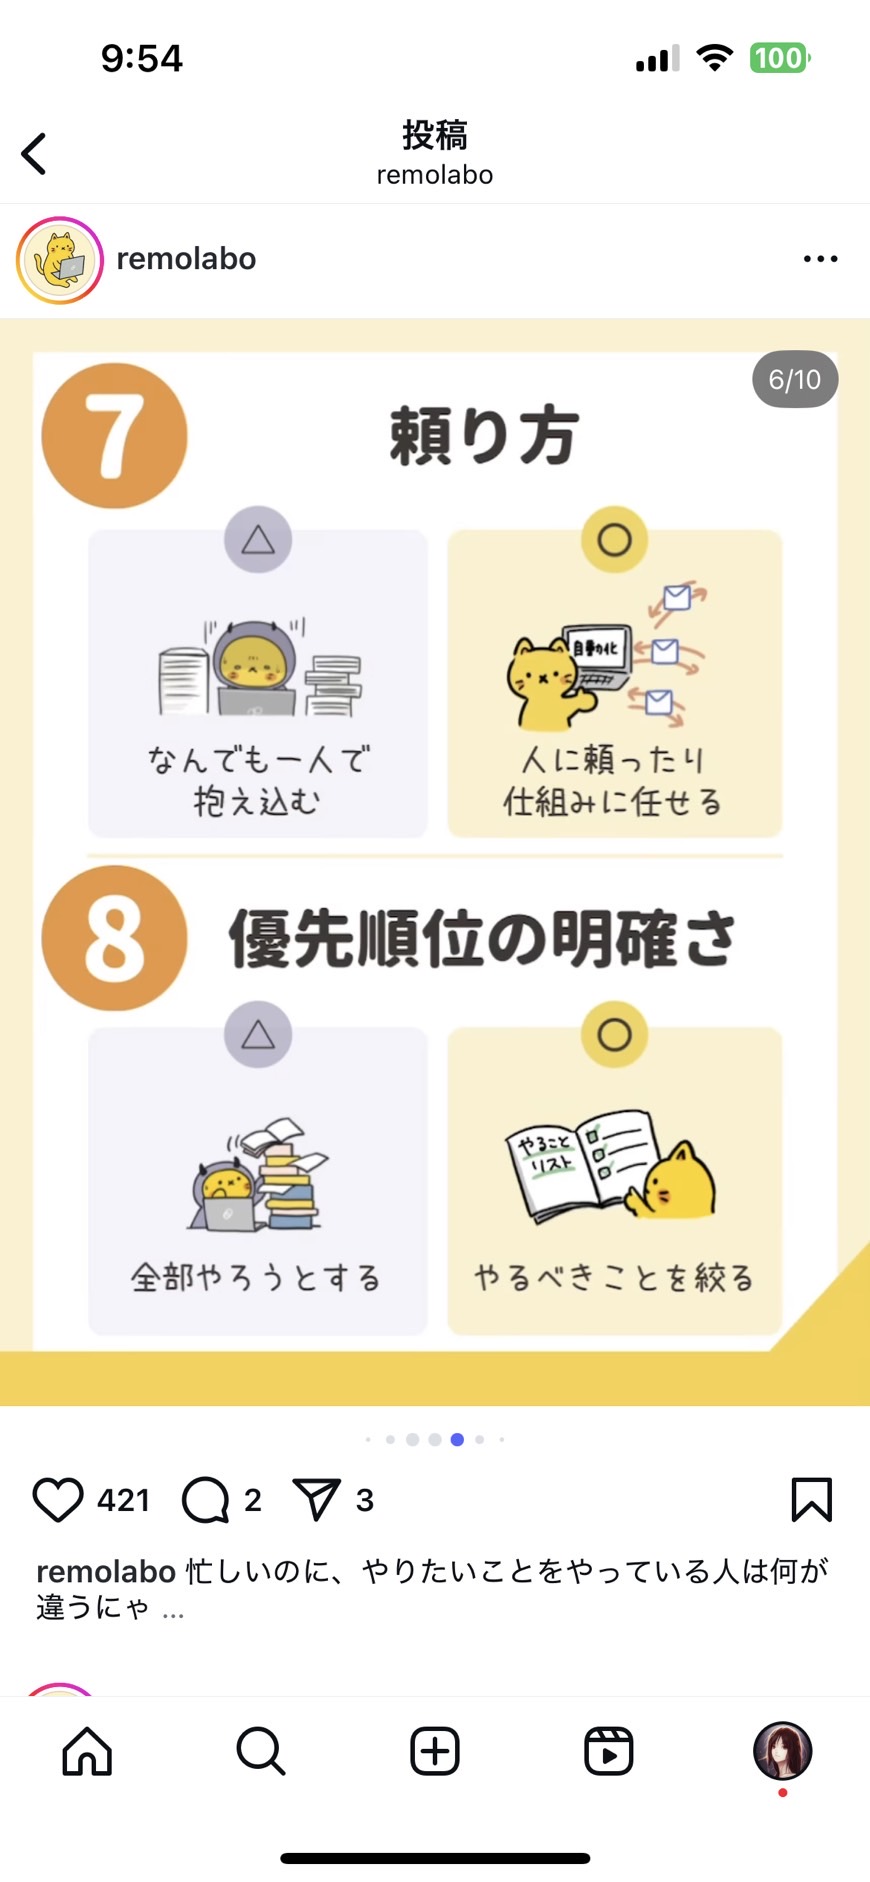 9:54
100
投稿
remolabo
remolabo
6/10
7
頼り方
△
なんでも一人で
抱え込む
○
自動化
人に頼ったり
仕組みに任せる
8
優先順位の明確さ
△
全部やろうとする
○
やること
リスト
やるべきことを絞る
421
2
3
remolabo 忙しいのに、やりたいことをやっている人は何が
違うにゃ ...